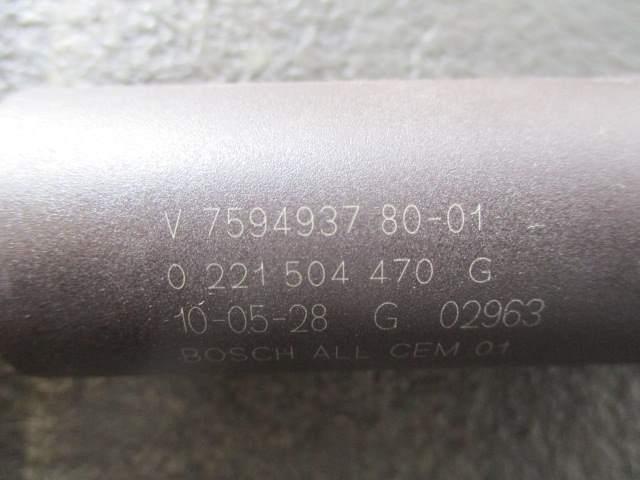 V 7594937 80-01
0 221 504 470 G
10-05-28 G 02963
BOSCH ALL CEM 01